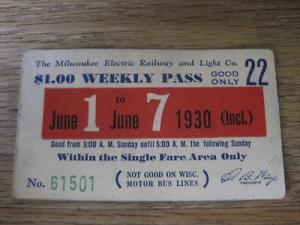 The Milwaukee Electric Railway and Light Co.
$1.00 WEEKLY PASS GOOD ONLY 22
June 1 to June 7 1930 (Incl.)
Good from 5:00 A. M. Sunday until 5:00 A. M. the following Sunday
Within the Single Fare Area Only
No. 61501 (NOT GOOD ON WISC. MOTOR BUS LINES)
PRESIDENT